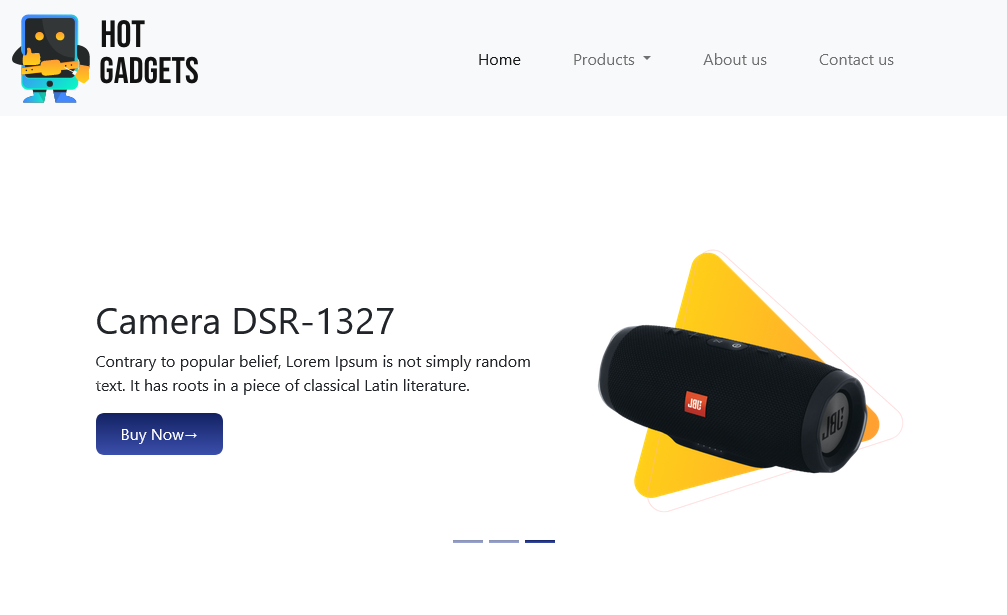 HOT
GADGETS
Home
Products
About us
Contact us
Camera DSR-1327
Contrary to popular belief, Lorem Ipsum is not simply random
text. It has roots in a piece of classical Latin literature.
Buy Now→
JBL
JBL